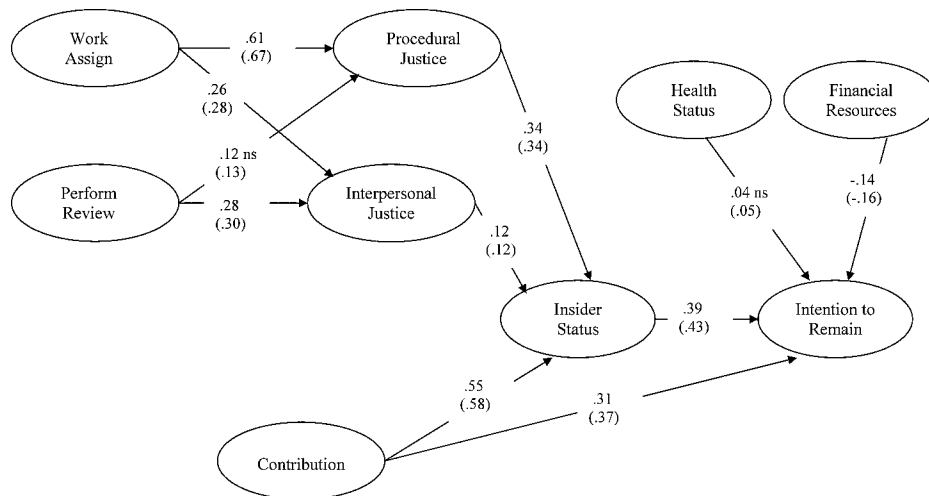 Work
Assign
.61
(.67)
Procedural
Justice
.26
(.28)
Health
Status
Financial
Resources
.34
(.34)
.12 ns
(.13)
Perform
Review
.28
(.30)
Interpersonal
Justice
.04 ns
(.05)
-.14
(-.16)
.12
(.12)
Insider
Status
.39
(.43)
Intention to
Remain
.55
(.58)
.31
(.37)
Contribution